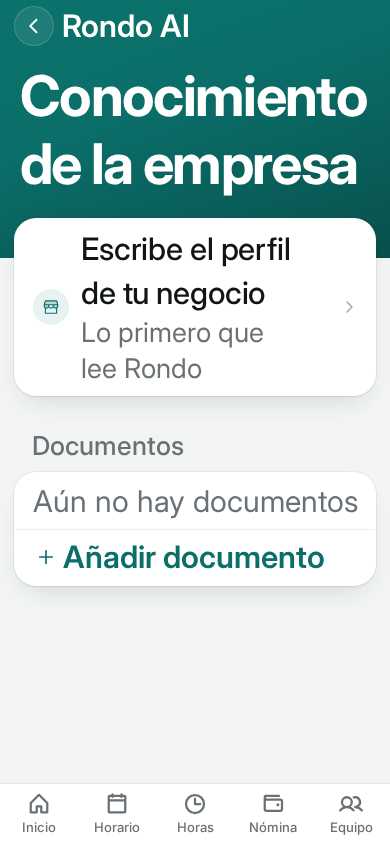 Rondo AI
Conocimiento
de la empresa
Escribe el perfil
de tu negocio
Lo primero que
lee Rondo
Documentos
Aún no hay documentos
+ Añadir documento
Inicio
Horario
Horas
Nómina
Equipo